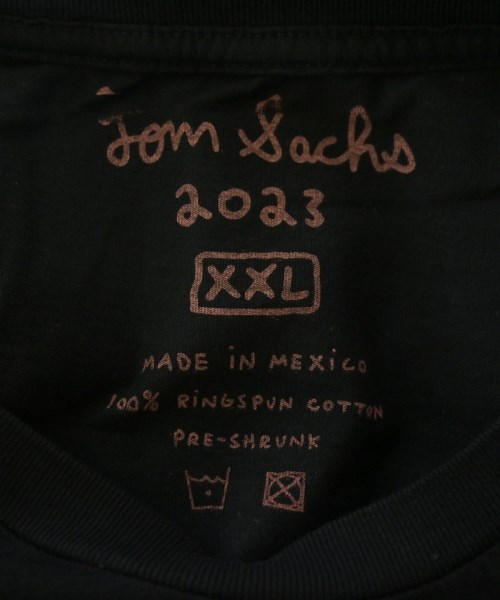 Tom Sachs
2023
XXL
MADE iN MEXiCO
100% RiNGSPUN COTTON
PRE-SHRUNK